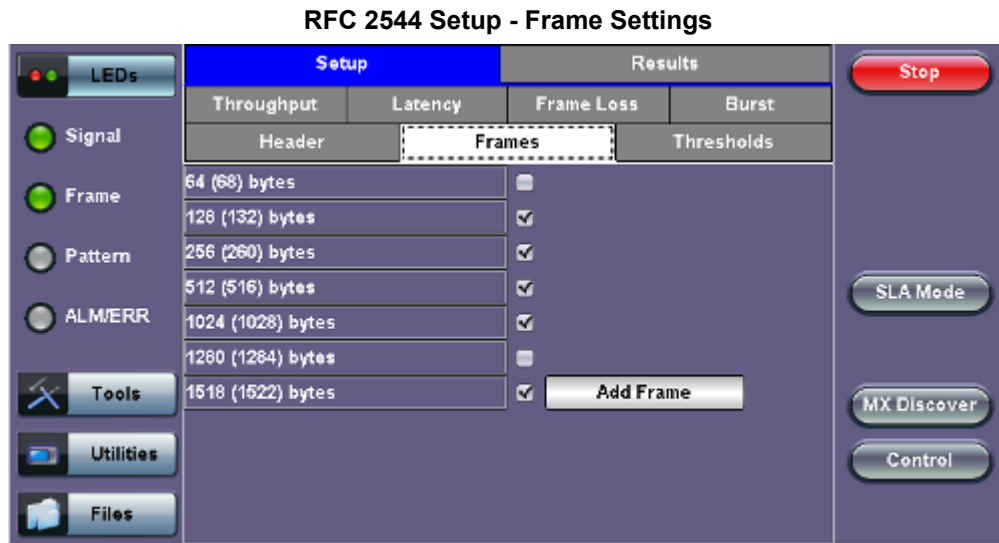 RFC 2544 Setup - Frame Settings
LEDs
Setup
Results
Stop
Throughput
Latency
Frame Loss
Burst
Signal
Header
Frames
Thresholds
64 (68) bytes
Frame
128 (132) bytes
Pattern
256 (260) bytes
512 (516) bytes
SLA Mode
ALM/ERR
1024 (1028) bytes
1280 (1284) bytes
Tools
1518 (1522) bytes
Add Frame
MX Discover
Utilities
Control
Files